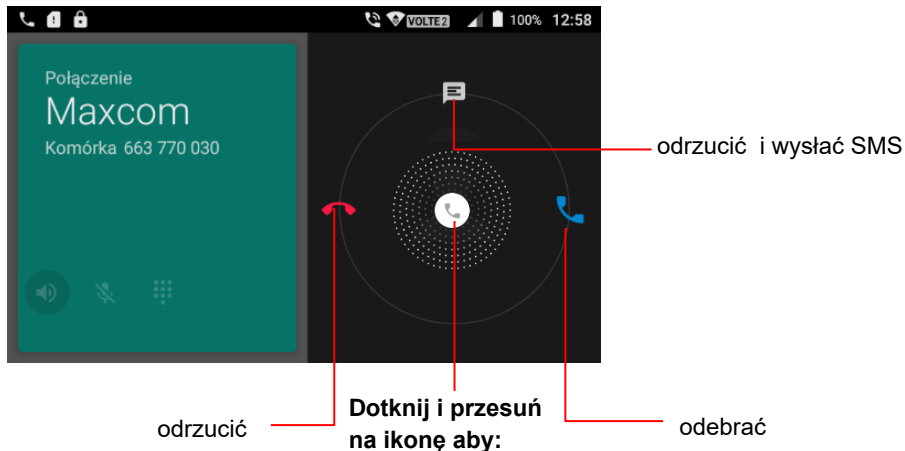 VOLTE2 100% 12:58
Połączenie
Maxcom
Komórka 663 770 030
odrzucić i wysłać SMS
odrzucić
Dotknij i przesuń
na ikonę aby:
odebrać